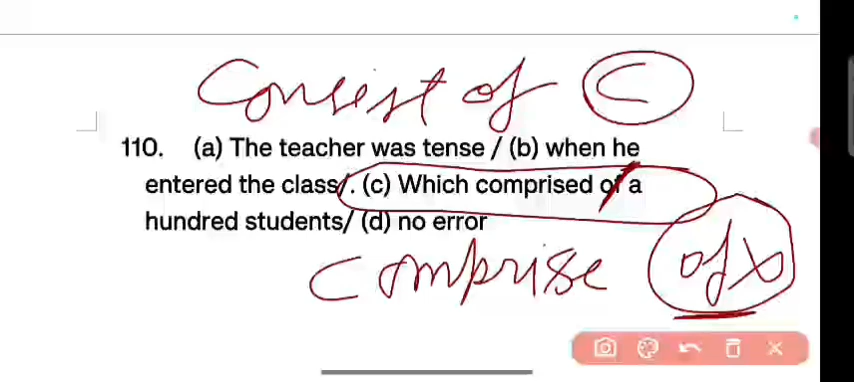 Consist of C
110. (a) The teacher was tense / (b) when he
entered the class/. (c) Which comprised of a
hundred students/ (d) no error
comprise of x